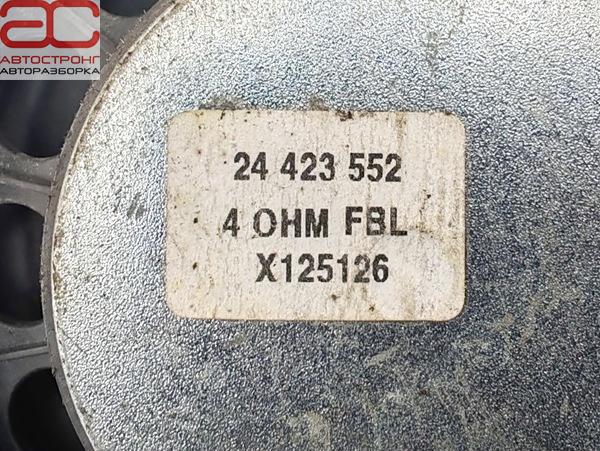 АС
АВТОСТРОНГ
АВТОРАЗБОРКА
24 423 552
4 OHM FBL
X125126